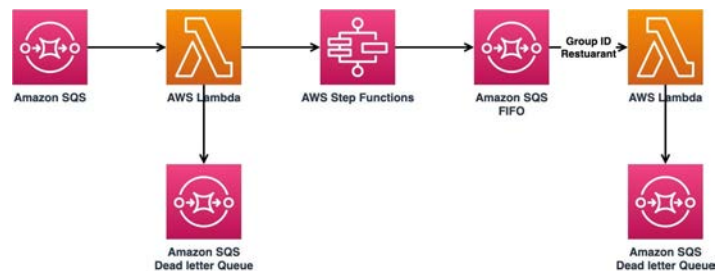 Group ID
Restuarant
Amazon SQS
AWS Lambda
AWS Step Functions
Amazon SQS
FIFO
AWS Lambda
Amazon SQS
Dead letter Queue
Amazon SQS
Dead letter Queue